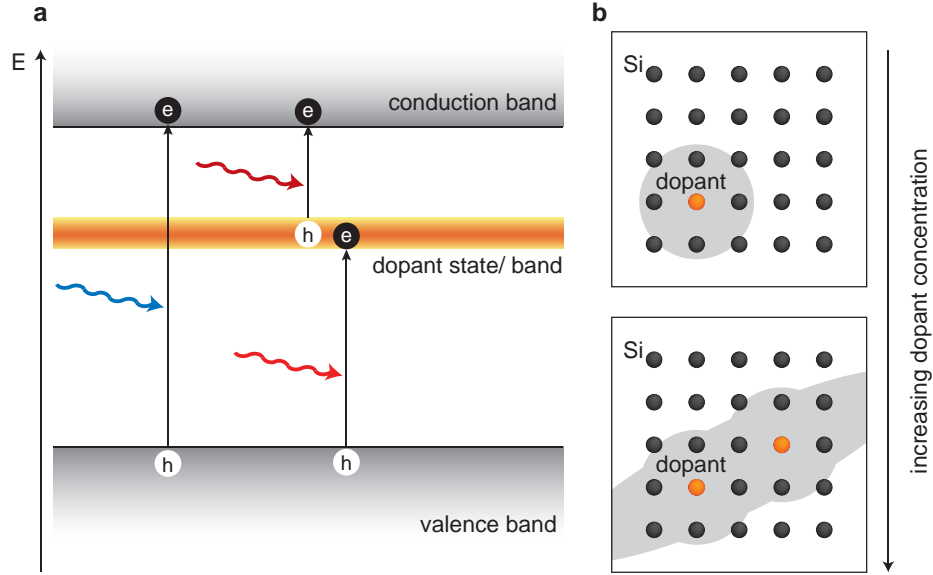 a
E
e
e
conduction band
h
e
dopant state/ band
h
h
valence band
b
Si
dopant
Si
dopant
increasing dopant concentration